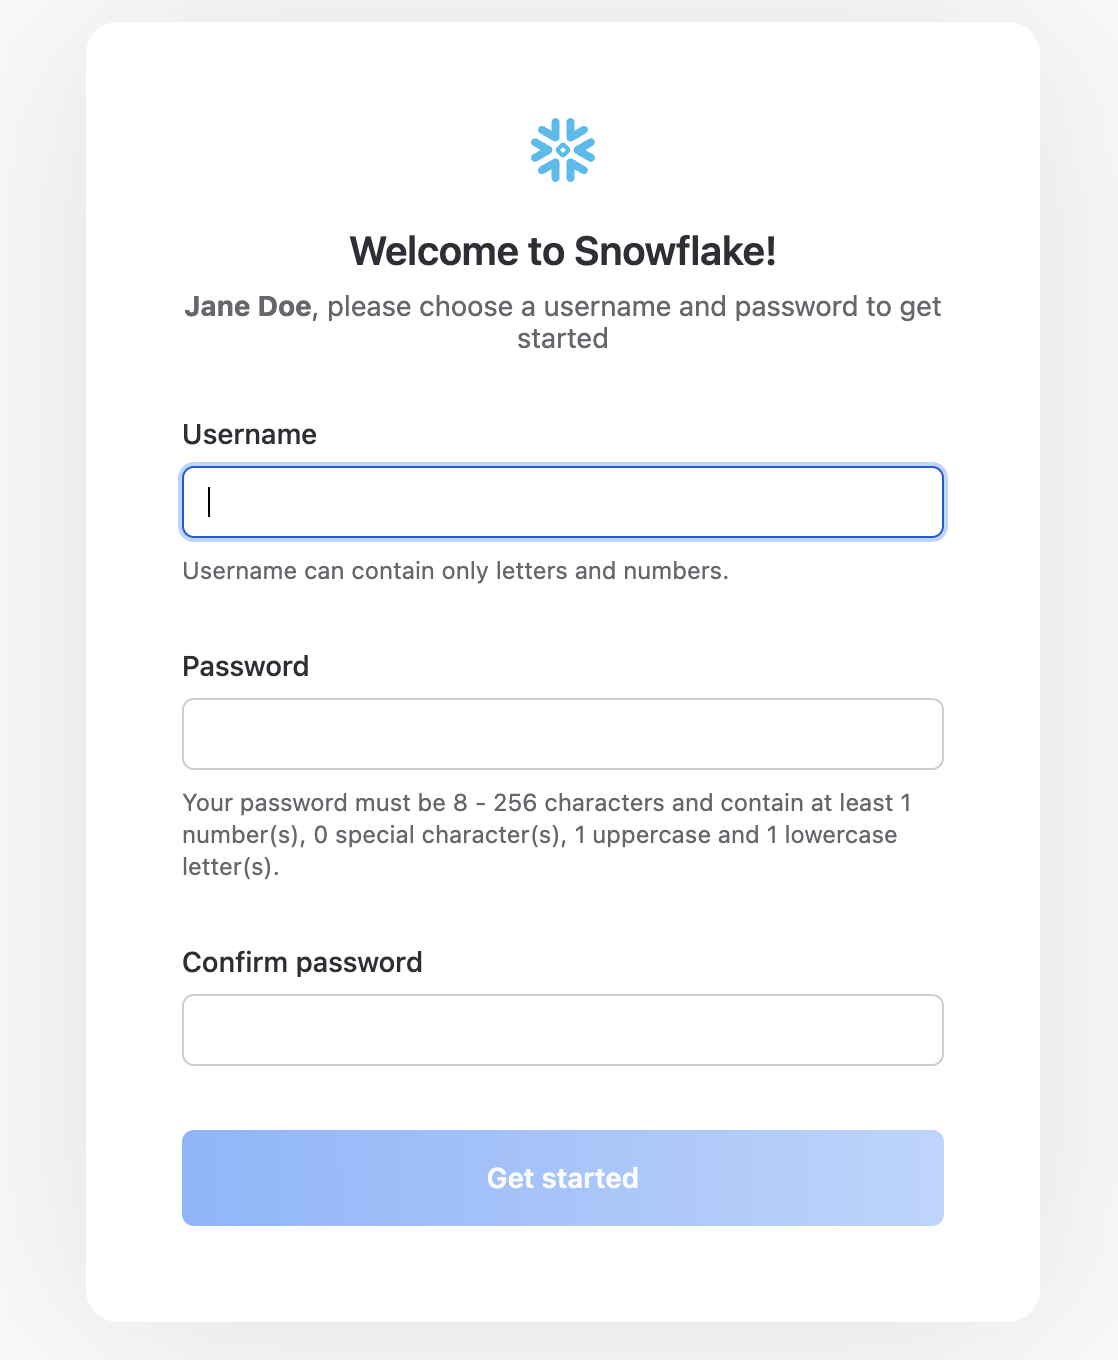 Welcome to Snowflake!
Jane Doe, please choose a username and password to get
started
Username
Username can contain only letters and numbers.
Password
Your password must be 8 - 256 characters and contain at least 1
number(s), 0 special character(s), 1 uppercase and 1 lowercase
letter(s).
Confirm password
Get started